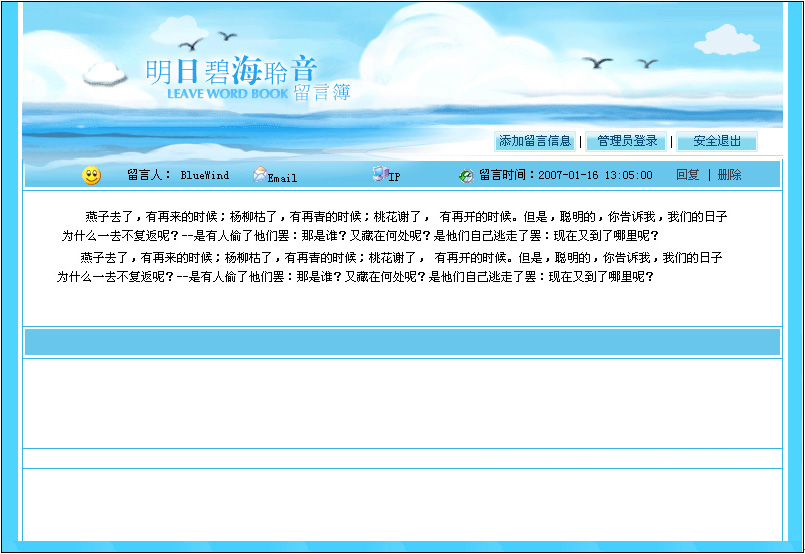 明日碧海聆音
LEAVE WORD BOOK 留言簿
添加留言信息 | 管理员登录 | 安全退出
留言人： BlueWind Email IP 留言时间：2007-01-16 13:05:00 回复 | 删除
燕子去了，有再来的时候；杨柳枯了，有再青的时候；桃花谢了， 有再开的时候。但是，聪明的，你告诉我，我们的日子
为什么一去不复返呢？--是有人偷了他们罢：那是谁？又藏在何处呢？是他们自己逃走了罢：现在又到了哪里呢？
燕子去了，有再来的时候；杨柳枯了，有再青的时候；桃花谢了， 有再开的时候。但是，聪明的，你告诉我，我们的日子
为什么一去不复返呢？--是有人偷了他们罢：那是谁？又藏在何处呢？是他们自己逃走了罢：现在又到了哪里呢？